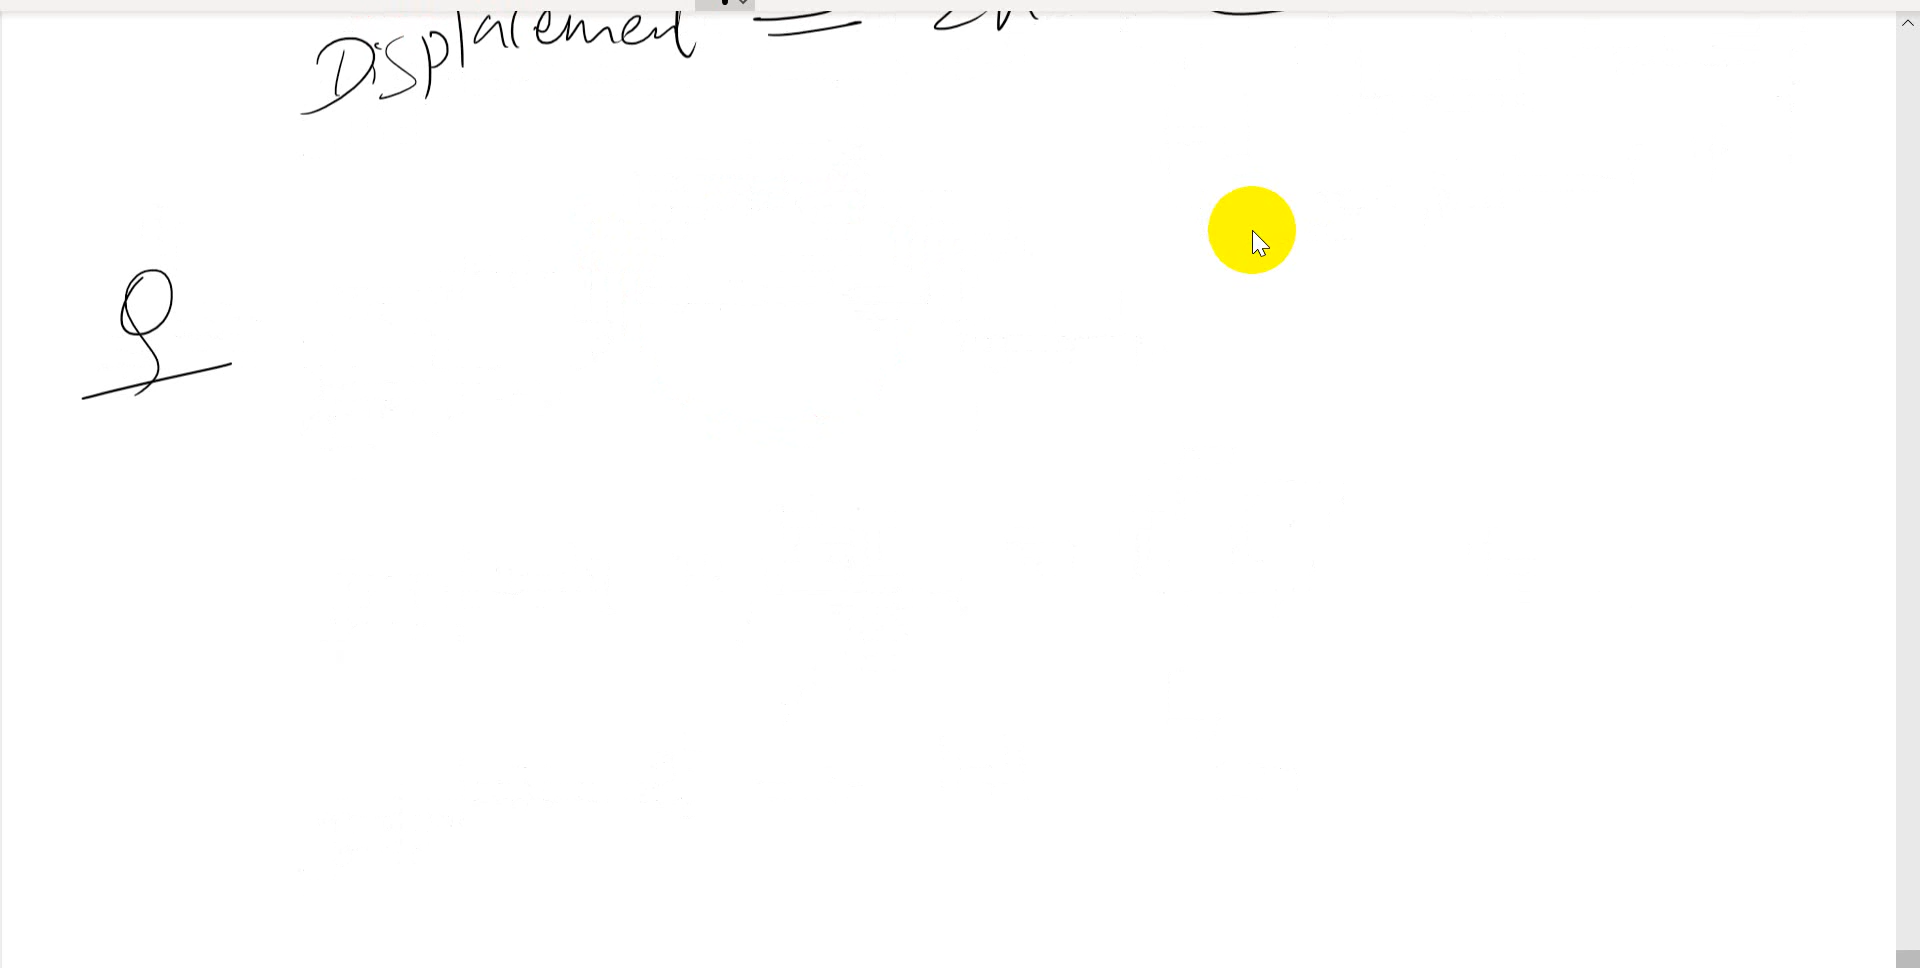 Displacement =
Q